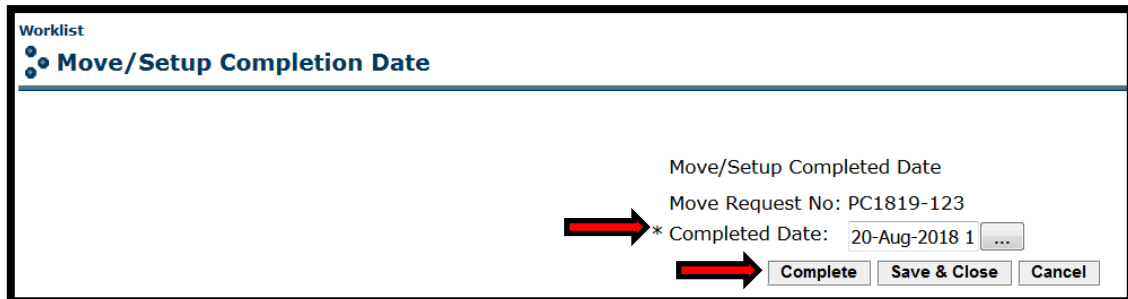 Worklist
Move/Setup Completion Date
Move/Setup Completed Date
Move Request No: PC1819-123
* Completed Date: 20-Aug-2018 1 ...
Complete Save & Close Cancel